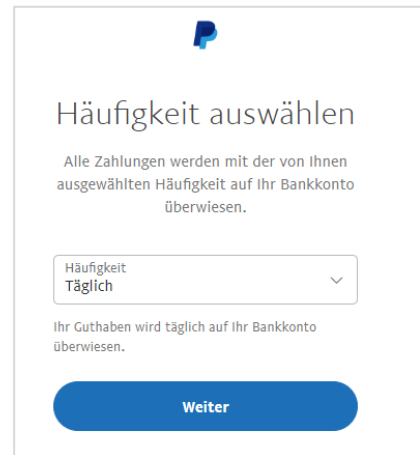 Häufigkeit auswählen
Alle Zahlungen werden mit der von Ihnen
ausgewählten Häufigkeit auf Ihr Bankkonto
überwiesen.
Häufigkeit
Täglich
Ihr Guthaben wird täglich auf Ihr Bankkonto
überwiesen.
Weiter